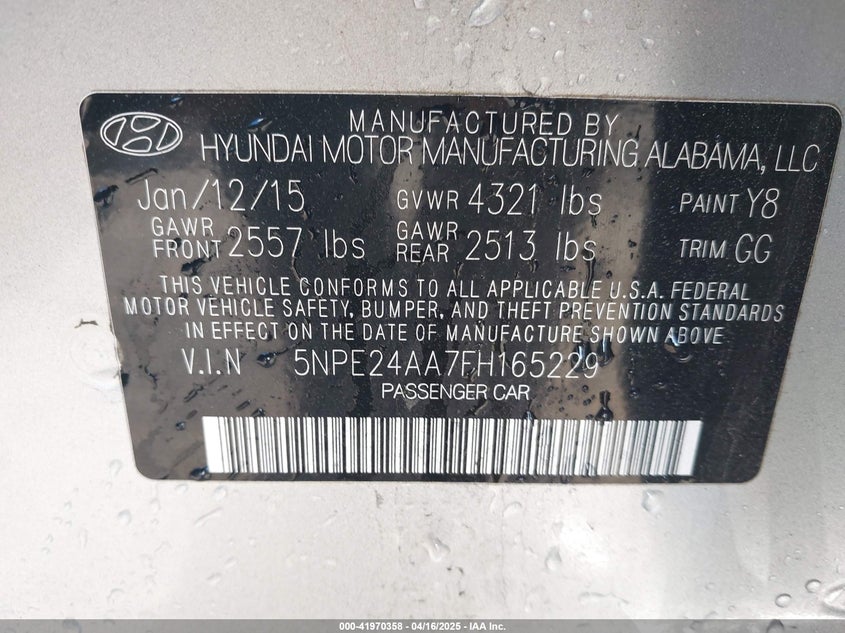 MANUFACTURED BY
HYUNDAI MOTOR MANUFACTURING ALABAMA, LLC
Jan/12/15 GVWR 4321 lbs PAINT Y8
GAWR FRONT 2557 lbs GAWR REAR 2513 lbs TRIM GG
THIS VEHICLE CONFORMS TO ALL APPLICABLE U.S.A. FEDERAL
MOTOR VEHICLE SAFETY, BUMPER, AND THEFT PREVENTION STANDARDS
IN EFFECT ON THE DATE OF MANUFACTURE SHOWN ABOVE
V.I.N 5NPE24AA7FH165229
PASSENGER CAR
000-41970358 - 04/16/2025 - IAA Inc.